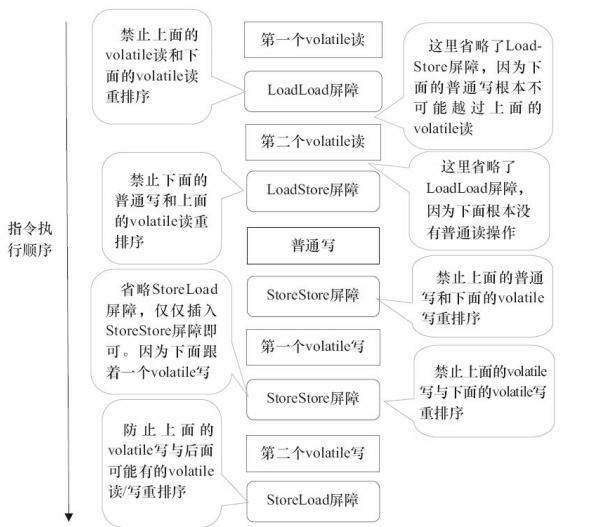 禁止上面的
volatile读和下
面的volatile读
重排序
第一个volatile读
这里省略了Load-
Store屏障，因为下
面的普通写根本不
可能越过上面的
volatile读
LoadLoad屏障
第二个volatile读
禁止下面的
普通写和上面
的volatile读重
排序
LoadStore屏障
这里省略了
LoadLoad屏障，
因为下面根本没
有普通读操作
指令执
行顺序
普通写
省略StoreLoad
屏障，仅仅插入
StoreStore屏障即
可。因为下面跟
着一个volatile写
StoreStore屏障
禁止上面的普通
写和下面的volatile
写重排序
第一个volatile写
禁止上面的volatile
写与下面的volatile写
重排序
StoreStore屏障
防止上面的
volatile写与后面
可能有的volatile
读/写重排序
第二个volatile写
StoreLoad屏障